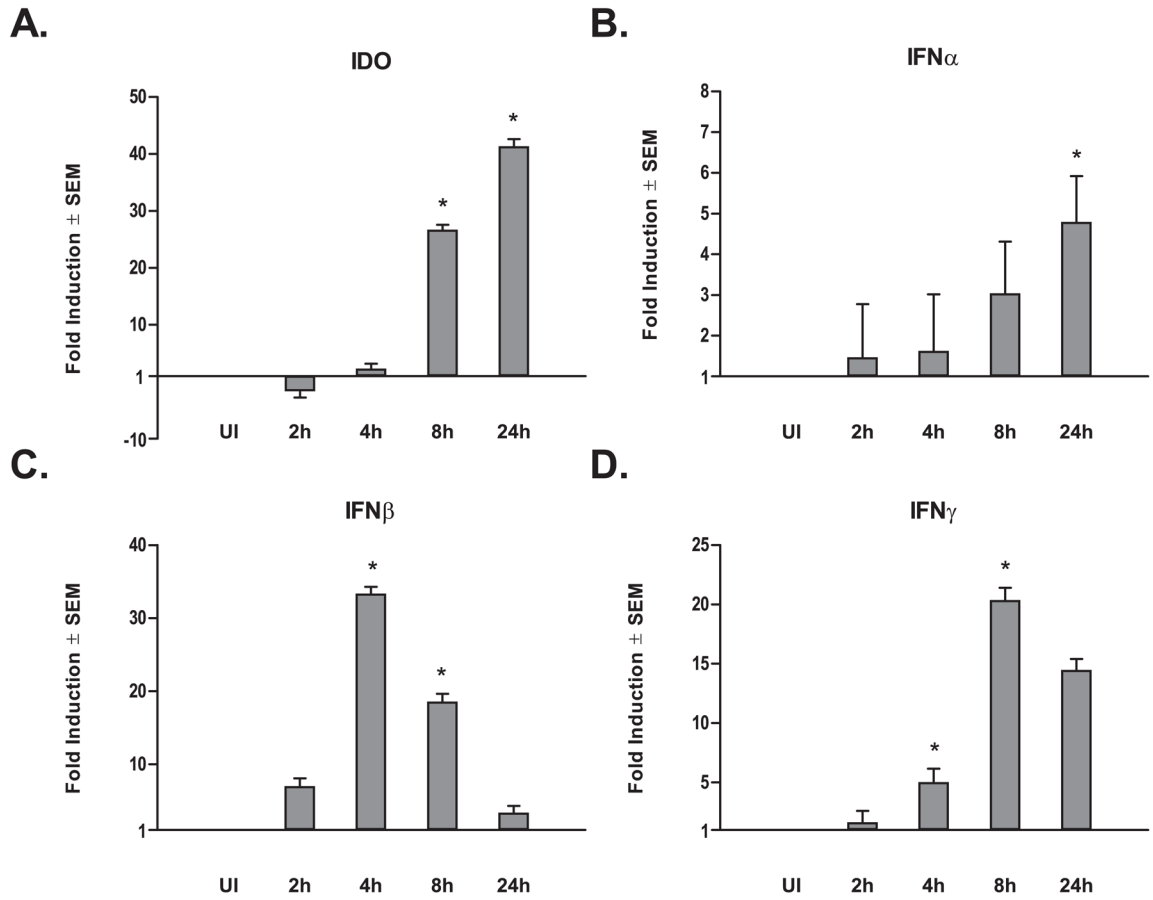 A.
IDO
Fold Induction ± SEM
50
40
30
20
10
1
-10
*
*
UI 2h 4h 8h 24h
B.
IFNα
Fold Induction ± SEM
8
7
6
5
4
3
2
1
*
UI 2h 4h 8h 24h
C.
IFNβ
Fold Induction ± SEM
40
30
20
10
1
*
*
UI 2h 4h 8h 24h
D.
IFNγ
Fold Induction ± SEM
25
20
15
10
5
1
*
*
UI 2h 4h 8h 24h